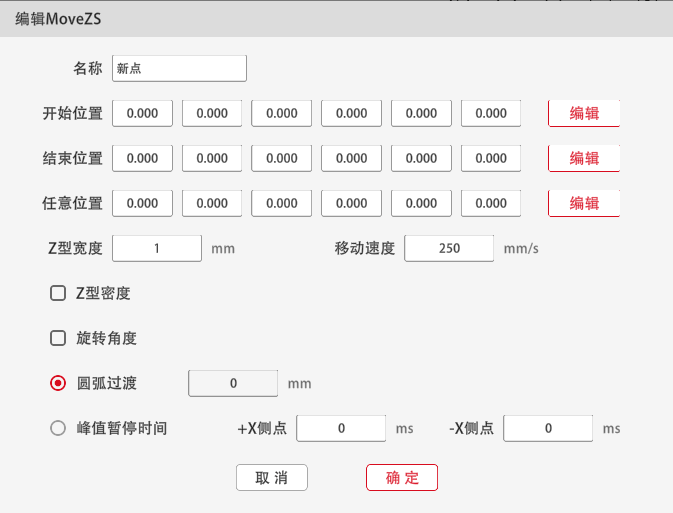 编辑MoveZS
名称 新点
开始位置 0.000 0.000 0.000 0.000 0.000 0.000 编辑
结束位置 0.000 0.000 0.000 0.000 0.000 0.000 编辑
任意位置 0.000 0.000 0.000 0.000 0.000 0.000 编辑
Z型宽度 1 mm 移动速度 250 mm/s
Z型密度
旋转角度
圆弧过渡 0 mm
峰值暂停时间 +X侧点 0 ms -X侧点 0 ms
取消 确定